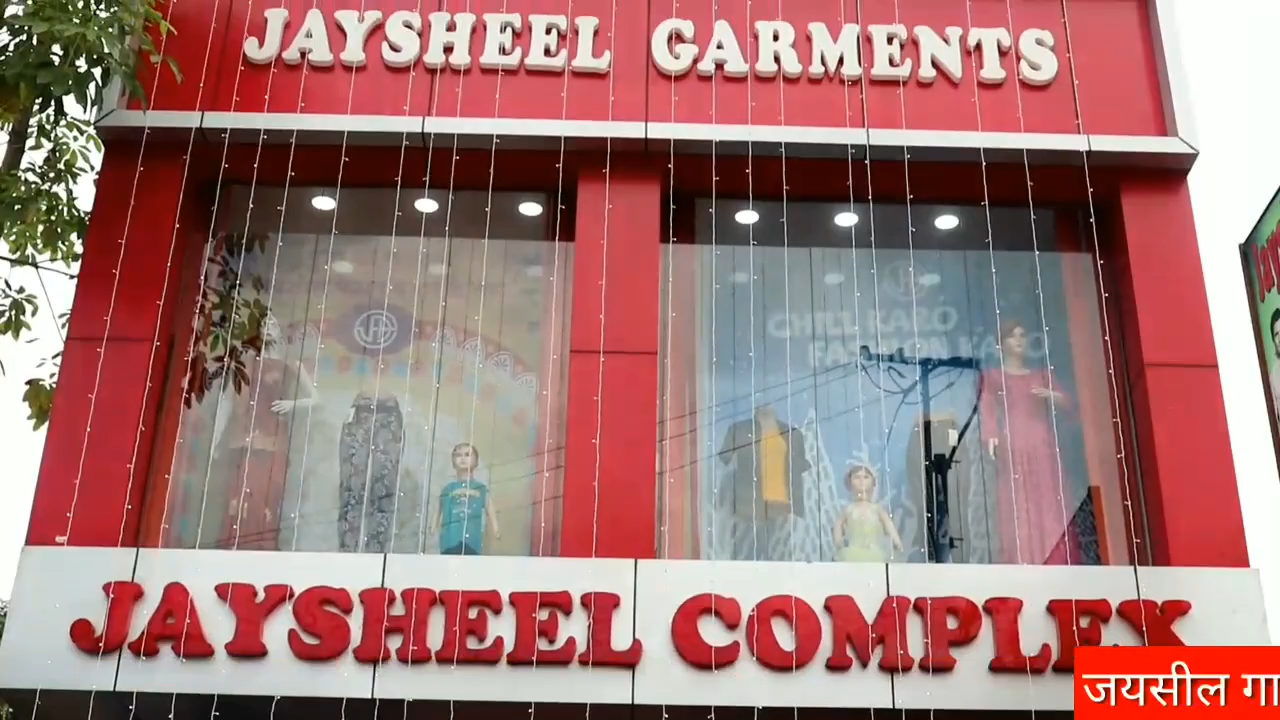 JAYSHEEL GARMENTS
CHILL KARO
FASHION KARO
JAYSHEEL COMPLEX
जयसील गा